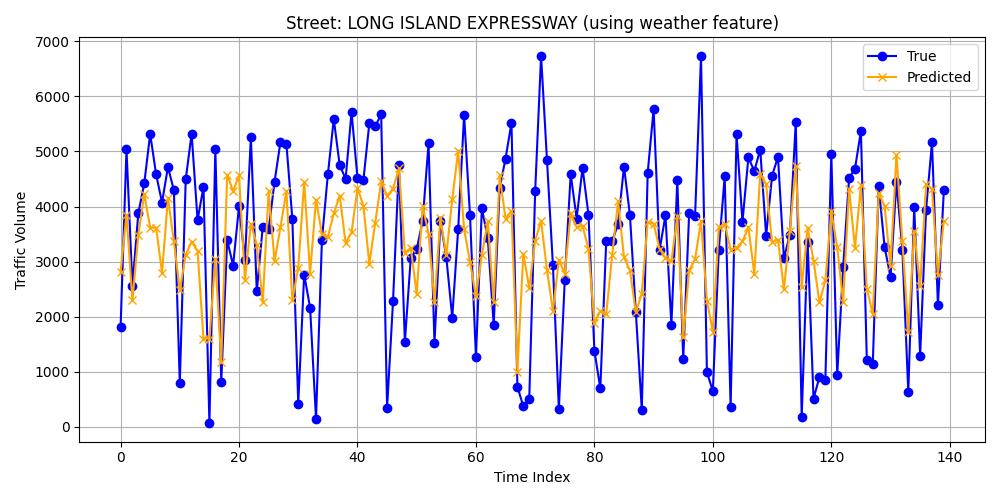 Street: LONG ISLAND EXPRESSWAY (using weather feature)
True
Predicted
Traffic Volume
7000
6000
5000
4000
3000
2000
1000
0
0 20 40 60 80 100 120 140
Time Index